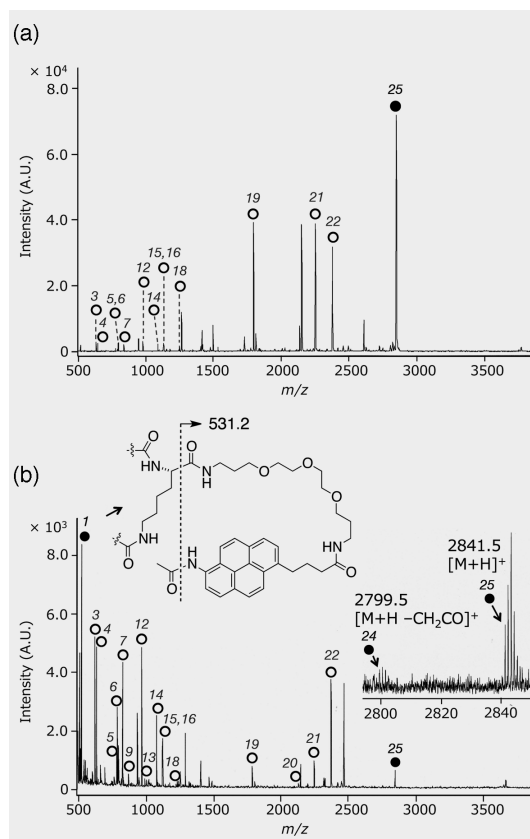 (a)
× 10⁴
8.0
6.0
4.0
2.0
0
Intensity (A.U.)
25
19
21
22
15,16
12
14
18
5,6
3
4
7
500
1000
1500
2000
2500
3000
3500
m/z
(b)
531.2
O
O
NH
N
H
O
O
O
HN
NH
O
H
N
O
NH
O
× 10³
8.0
6.0
4.0
2.0
0
Intensity (A.U.)
1
3
4
7
12
6
14
15,16
5
9
13
18
19
20
21
22
25
2841.5
[M+H]⁺
25
2799.5
[M+H –CH₂CO]⁺
24
2800
2820
2840
500
1000
1500
2000
2500
3000
3500
m/z